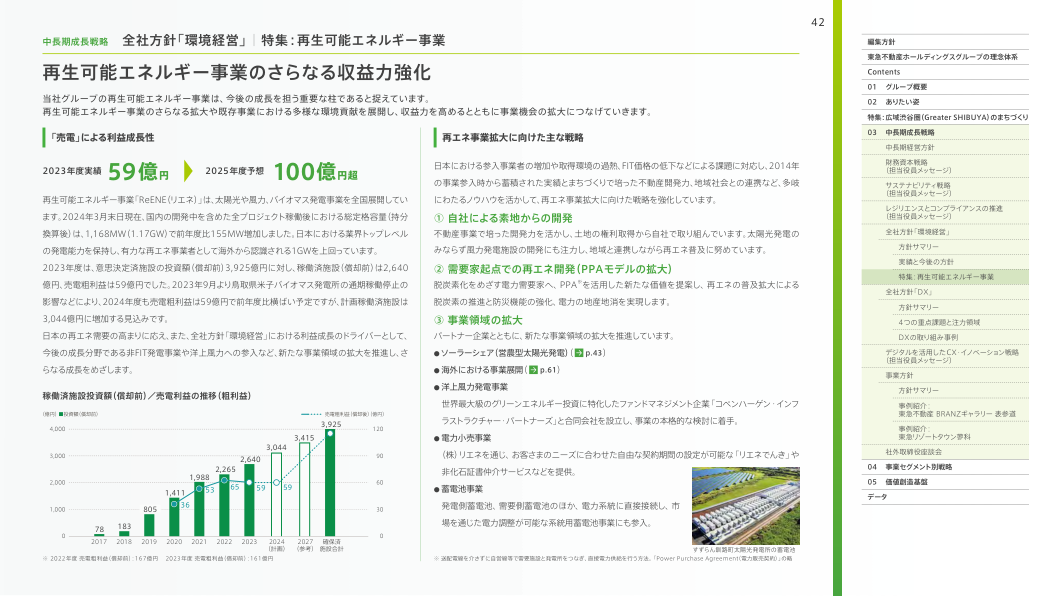 42
中長期成長戦略 全社方針「環境経営」｜特集：再生可能エネルギー事業
再生可能エネルギー事業のさらなる収益力強化
当社グループの再生可能エネルギー事業は、今後の成長を担う重要な柱であると捉えています。
再生可能エネルギー事業のさらなる拡大や既存事業における多様な環境貢献を展開し、収益力を高めるとともに事業機会の拡大につなげていきます。
「売電」による利益成長性
2023年度実績 59億円 2025年度予想 100億円超
再生可能エネルギー事業「ReENE（リエネ）」は、太陽光や風力、バイオマス発電事業を全国展開してい
ます。2024年3月末日現在、国内の開発中を含めた全プロジェクト稼働後における総定格容量（持分
換算後）は、1,168MW（1.17GW）で前年度比155MW増加しました。日本における業界トップレベル
の発電能力を保持し、有力な再エネ事業者として海外から認識される1GWを上回っています。
2023年度は、意思決定済施設の投資額（償却前）3,925億円に対し、稼働済施設（償却前）は2,640
億円、売電粗利益は59億円でした。2023年9月より鳥取県米子バイオマス発電所の通期稼働停止の
影響などにより、2024年度も売電粗利益は59億円で前年度比横ばい予定ですが、計画稼働済施設は
3,044億円に増加する見込みです。
日本の再エネ需要の高まりに応え、また、全社方針「環境経営」における利益成長のドライバーとして、
今後の成長分野である非FIT発電事業や洋上風力への参入など、新たな事業領域の拡大を推進し、さ
らなる成長をめざします。
稼働済施設投資額（償却前）／売電利益の推移（粗利益）
（億円） 投資額（償却前）
売電粗利益（償却後）（億円）
4,000
3,000
2,000
1,000
0
120
90
60
30
0
78
183
805
1,411
1,988
2,265
2,640
3,044
3,415
3,925
36
53
65
59
59
2017 2018 2019 2020 2021 2022 2023 2024 2027 確保済
（計画） （参考） 施設合計
※ 2022年度 売電粗利益（償却前）：167億円 2023年度 売電粗利益（償却前）：161億円
再エネ事業拡大に向けた主な戦略
日本における参入事業者の増加や取得環境の過熱、FIT価格の低下などによる課題に対応し、2014年
の事業参入時から蓄積された実績とまちづくりで培った不動産開発力、地域社会との連携など、多岐
にわたるノウハウを活かして、再エネ事業拡大に向けた戦略を強化しています。
① 自社による素地からの開発
不動産事業で培った開発力を活かし、土地の権利取得から自社で取り組んでいます。太陽光発電の
みならず風力発電施設の開発にも注力し、地域と連携しながら再エネ普及に努めています。
② 需要家起点での再エネ開発（PPAモデルの拡大）
脱炭素化をめざす電力需要家へ、PPA※を活用した新たな価値を提案し、再エネの普及拡大による
脱炭素の推進と防災機能の強化、電力の地産地消を実現します。
③ 事業領域の拡大
パートナー企業とともに、新たな事業領域の拡大を推進しています。
●ソーラーシェア（営農型太陽光発電）（→p.43）
●海外における事業展開（→p.61）
●洋上風力発電事業
世界最大級のグリーンエネルギー投資に特化したファンドマネジメント企業「コペンハーゲン・インフ
ラストラクチャー・パートナーズ」と合同会社を設立し、事業の本格的な検討に着手。
●電力小売事業
（株）リエネを通じ、お客さまのニーズに合わせた自由な契約期間の設定が可能な「リエネでんき」や
非化石証書仲介サービスなどを提供。
●蓄電池事業
発電側蓄電池、需要側蓄電池のほか、電力系統に直接接続し、市
場を通じた電力調整が可能な系統用蓄電池事業にも参入。
すずらん釧路町太陽光発電所の蓄電池
※ 送配電線を介さずに自営線等で需要施設と発電所をつなぎ、直接電力供給を行う方法。「Power Purchase Agreement（電力販売契約）」の略
編集方針
東急不動産ホールディングスグループの理念体系
Contents
01 グループ概要
02 ありたい姿
特集：広域渋谷圏（Greater SHIBUYA）のまちづくり
03 中長期成長戦略
中長期経営方針
財務資本戦略
（担当役員メッセージ）
サステナビリティ戦略
（担当役員メッセージ）
レジリエンスとコンプライアンスの推進
（担当役員メッセージ）
全社方針「環境経営」
方針サマリー
実績と今後の方針
特集：再生可能エネルギー事業
全社方針「DX」
方針サマリー
4つの重点課題と注力領域
DXの取り組み事例
デジタルを活用したCX・イノベーション戦略
（担当役員メッセージ）
事業方針
方針サマリー
事例紹介：
東急不動産 BRANZギャラリー 表参道
事例紹介：
東急リゾートタウン蓼科
社外取締役座談会
04 事業セグメント別戦略
05 価値創造基盤
データ